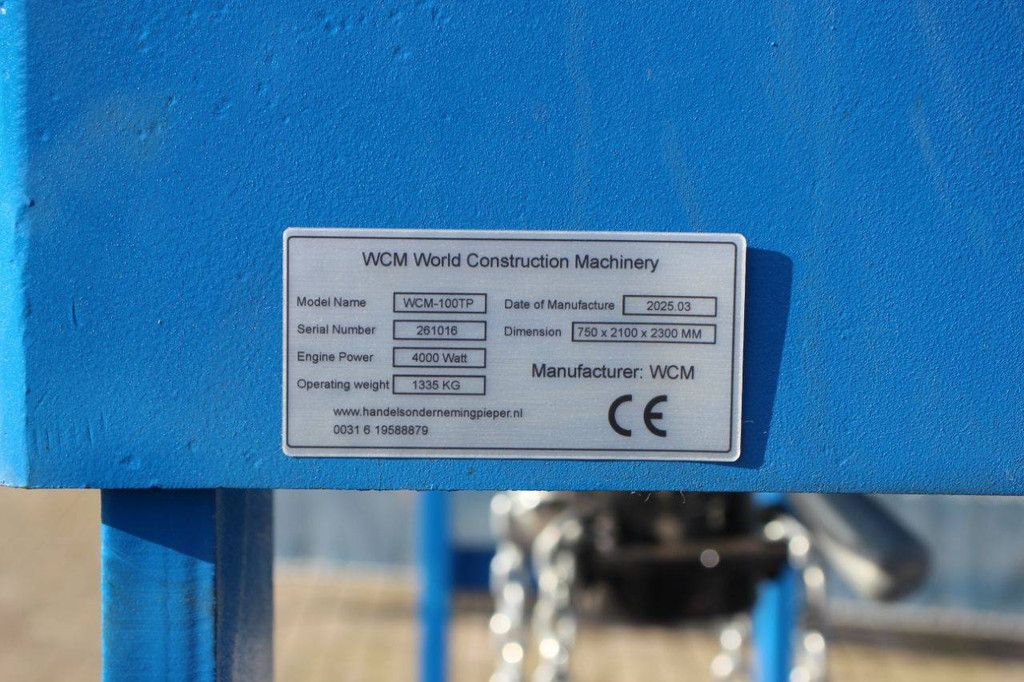 WCM World Construction Machinery
Model Name WCM-100TP Date of Manufacture 2025.03
Serial Number 261016 Dimension 750 x 2100 x 2300 MM
Engine Power 4000 Watt
Operating weight 1335 KG
Manufacturer: WCM
www.handelsondernemingpieper.nl
0031 6 19588879
CE